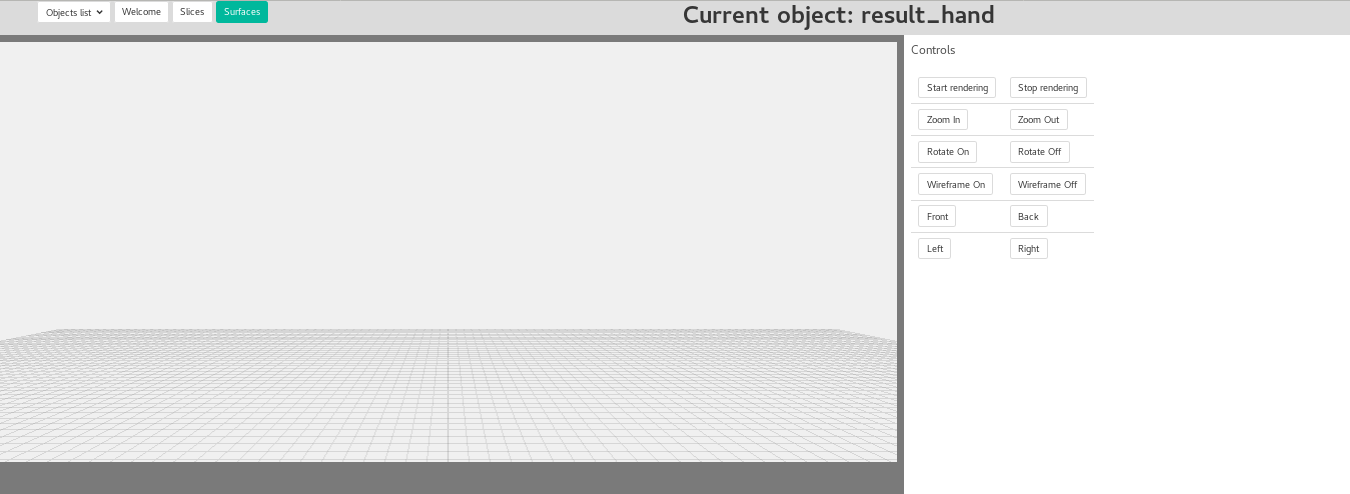 Objects list Welcome Slices Surfaces
Current object: result_hand
Controls
Start rendering Stop rendering
Zoom In Zoom Out
Rotate On Rotate Off
Wireframe On Wireframe Off
Front Back
Left Right